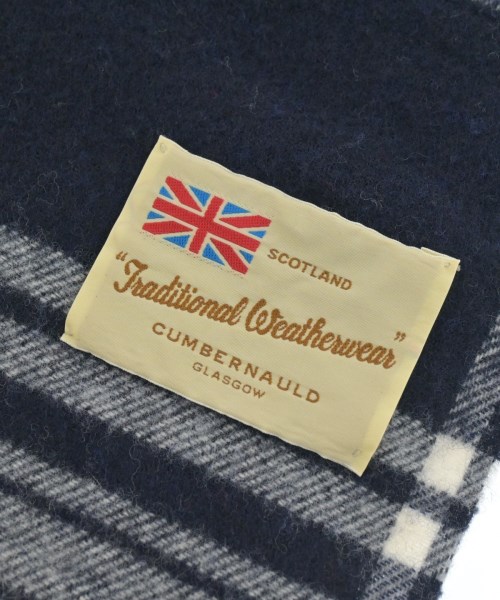 SCOTLAND
"Traditional Weatherwear"
CUMBERNAULD
GLASGOW